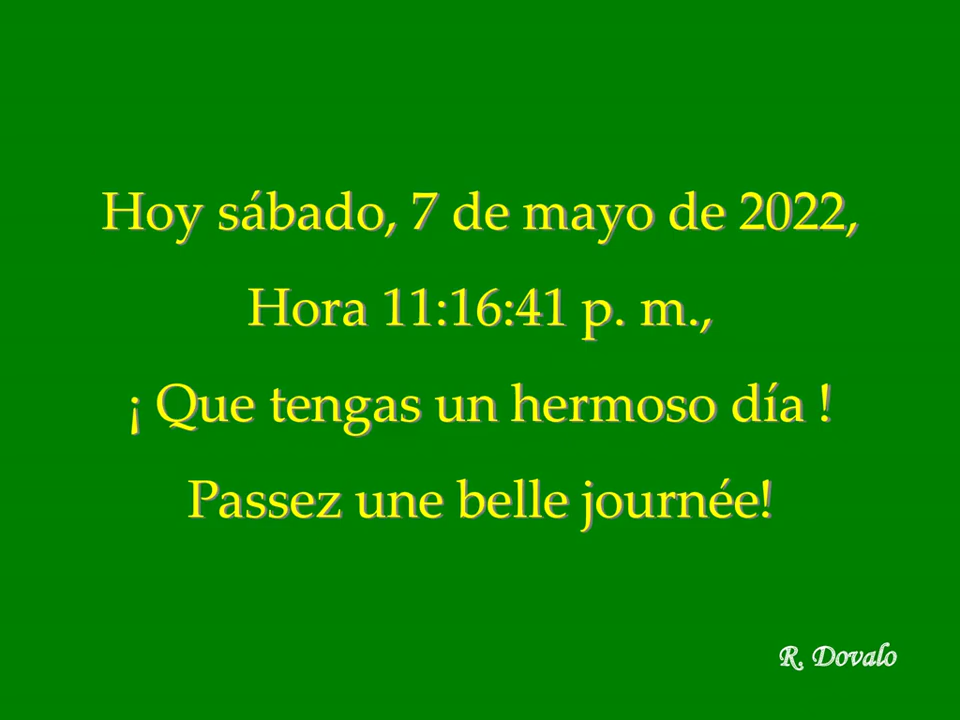 Hoy sábado, 7 de mayo de 2022,
Hora 11:16:41 p. m.,
¡ Que tengas un hermoso día !
Passez une belle journée!
R. Dovalo